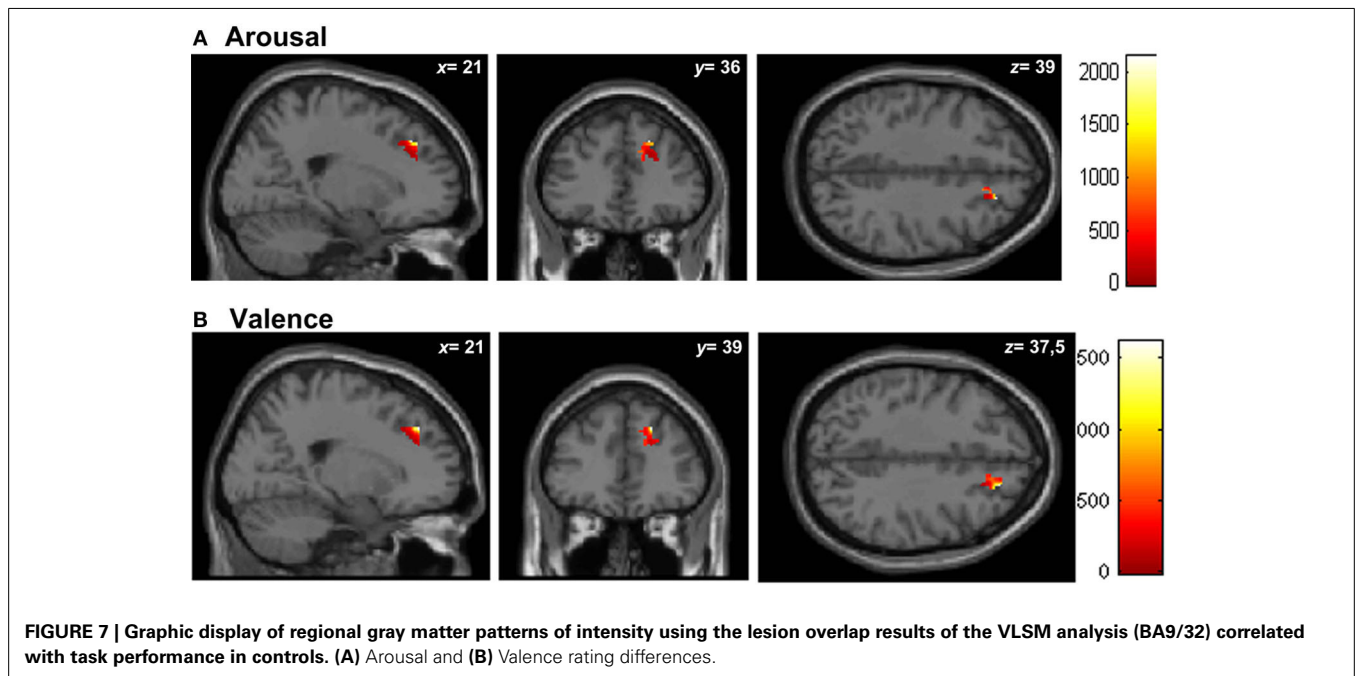 A Arousal
x= 21
y= 36
z= 39
2000
1500
1000
500
0
B Valence
x= 21
y= 39
z= 37,5
500
000
500
0
FIGURE 7 | Graphic display of regional gray matter patterns of intensity using the lesion overlap results of the VLSM analysis (BA9/32) correlated
with task performance in controls. (A) Arousal and (B) Valence rating differences.